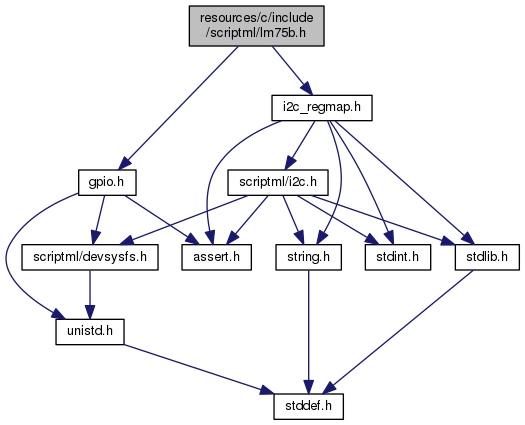 resources/c/include
/scriptml/lm75b.h
i2c_regmap.h
gpio.h
scriptml/i2c.h
scriptml/devsysfs.h
assert.h
string.h
stdint.h
stdlib.h
unistd.h
stddef.h